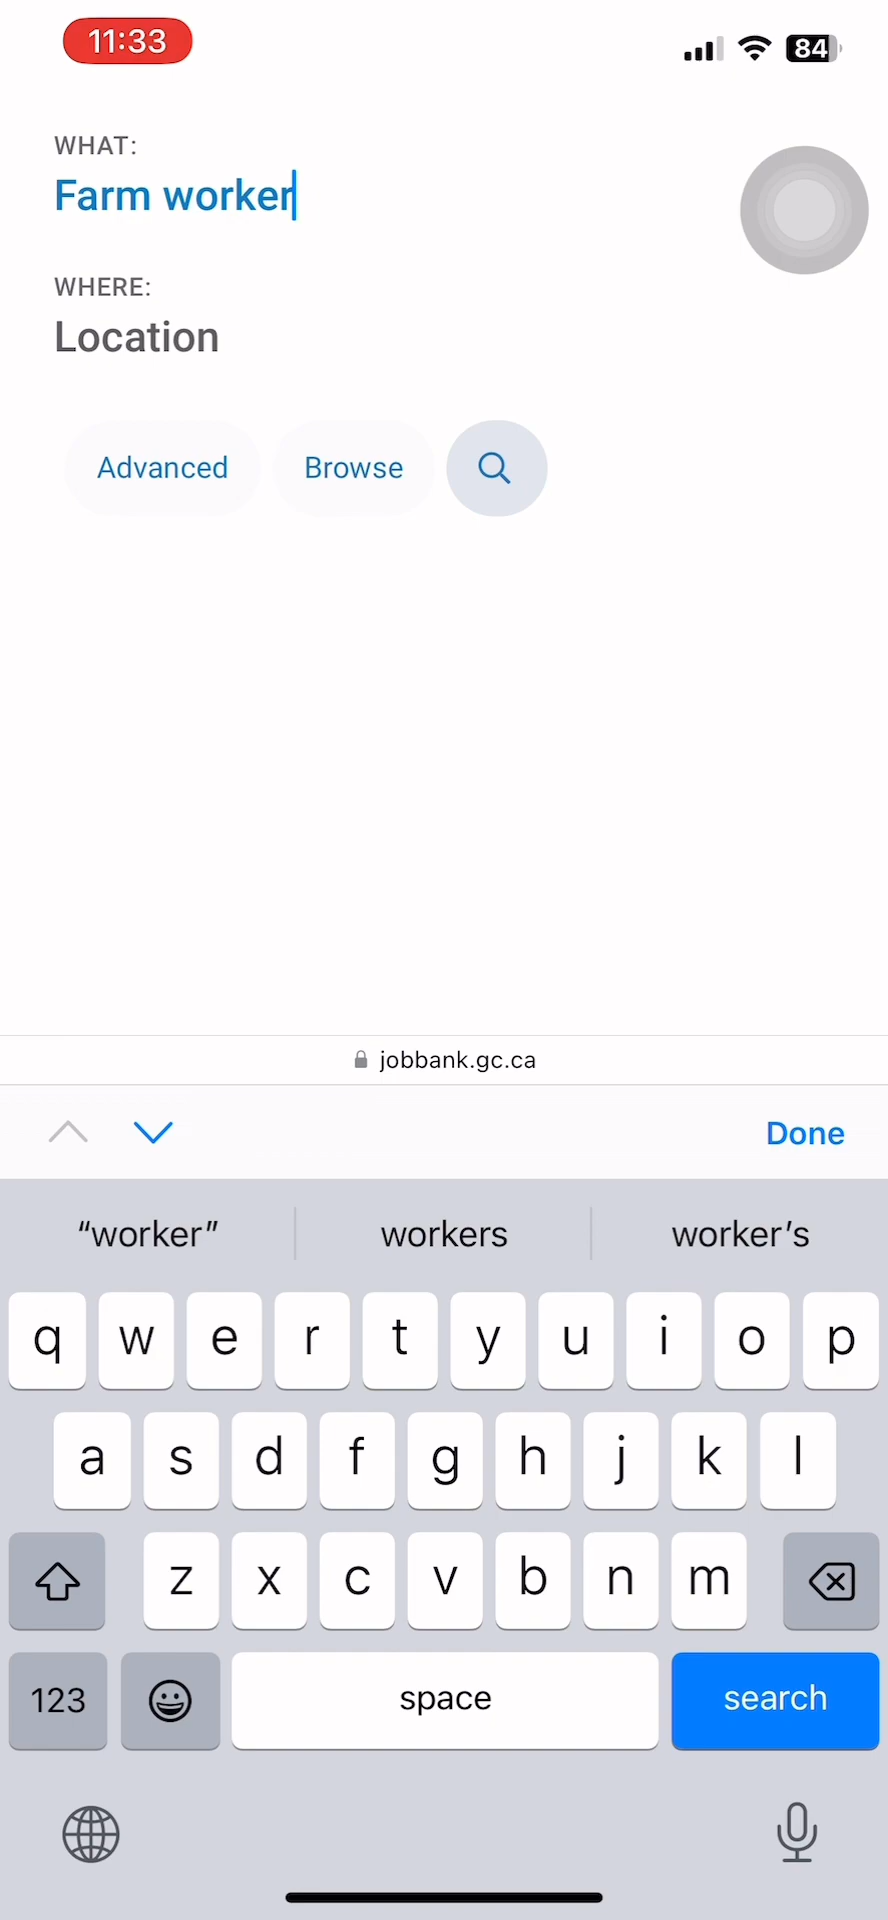 11:33
84
WHAT:
Farm worker
WHERE:
Location
Advanced Browse
jobbank.gc.ca
Done
“worker” workers worker’s
q w e r t y u i o p
a s d f g h j k l
z x c v b n m
123 space search